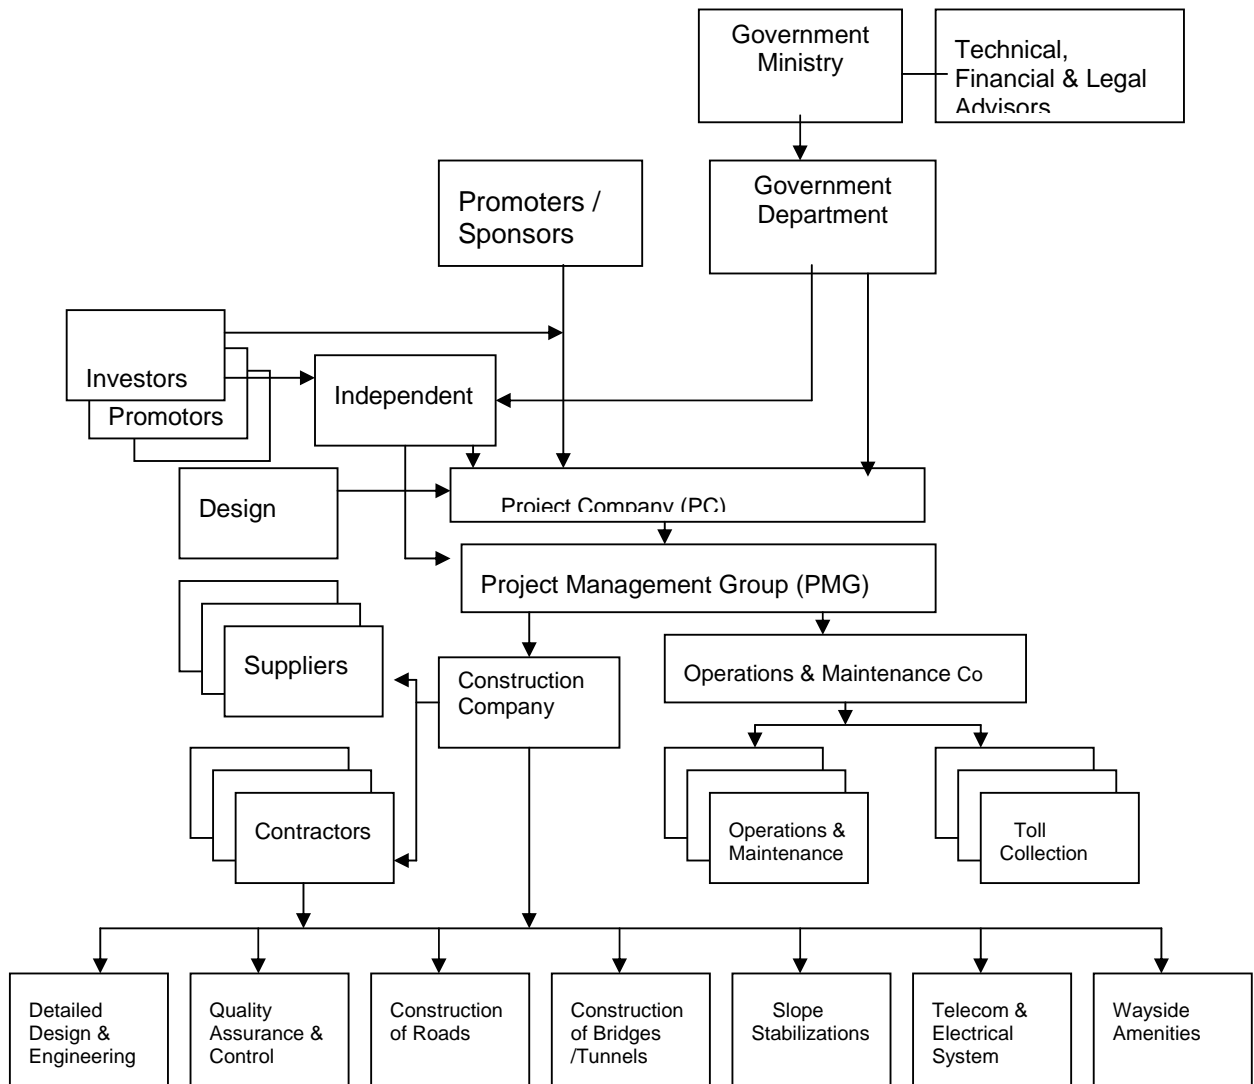 Government
Ministry
Technical,
Financial & Legal
Advisors
Promoters /
Sponsors
Government
Department
Investors
Promotors
Independent
Design
Project Company (PC)
Project Management Group (PMG)
Suppliers
Construction
Company
Operations & Maintenance Co
Contractors
Operations &
Maintenance
Toll
Collection
Detailed
Design &
Engineering
Quality
Assurance &
Control
Construction
of Roads
Construction
of Bridges
/Tunnels
Slope
Stabilizations
Telecom &
Electrical
System
Wayside
Amenities